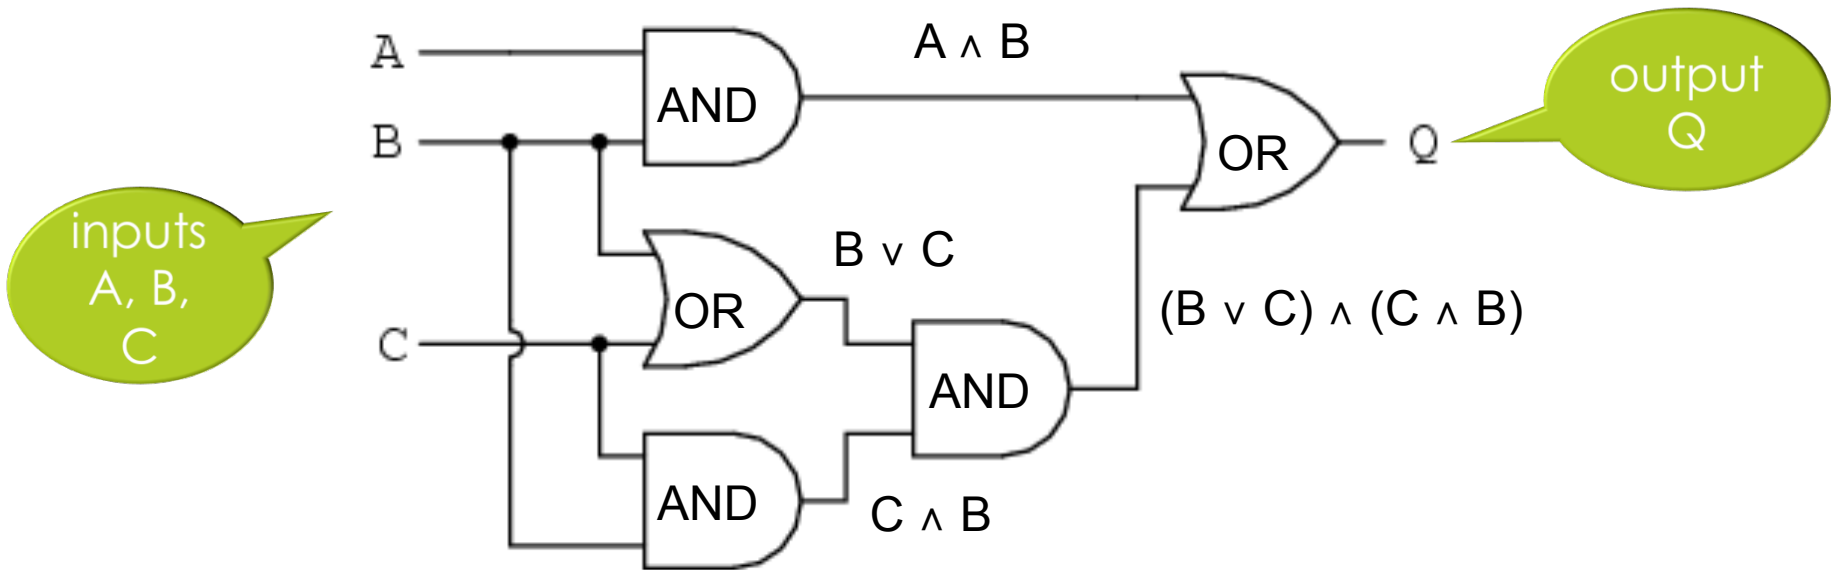 A
AND
A ∧ B
output
Q
B
OR
Q
inputs
A, B,
C
B ∨ C
OR
C
(B ∨ C) ∧ (C ∧ B)
AND
AND
C ∧ B